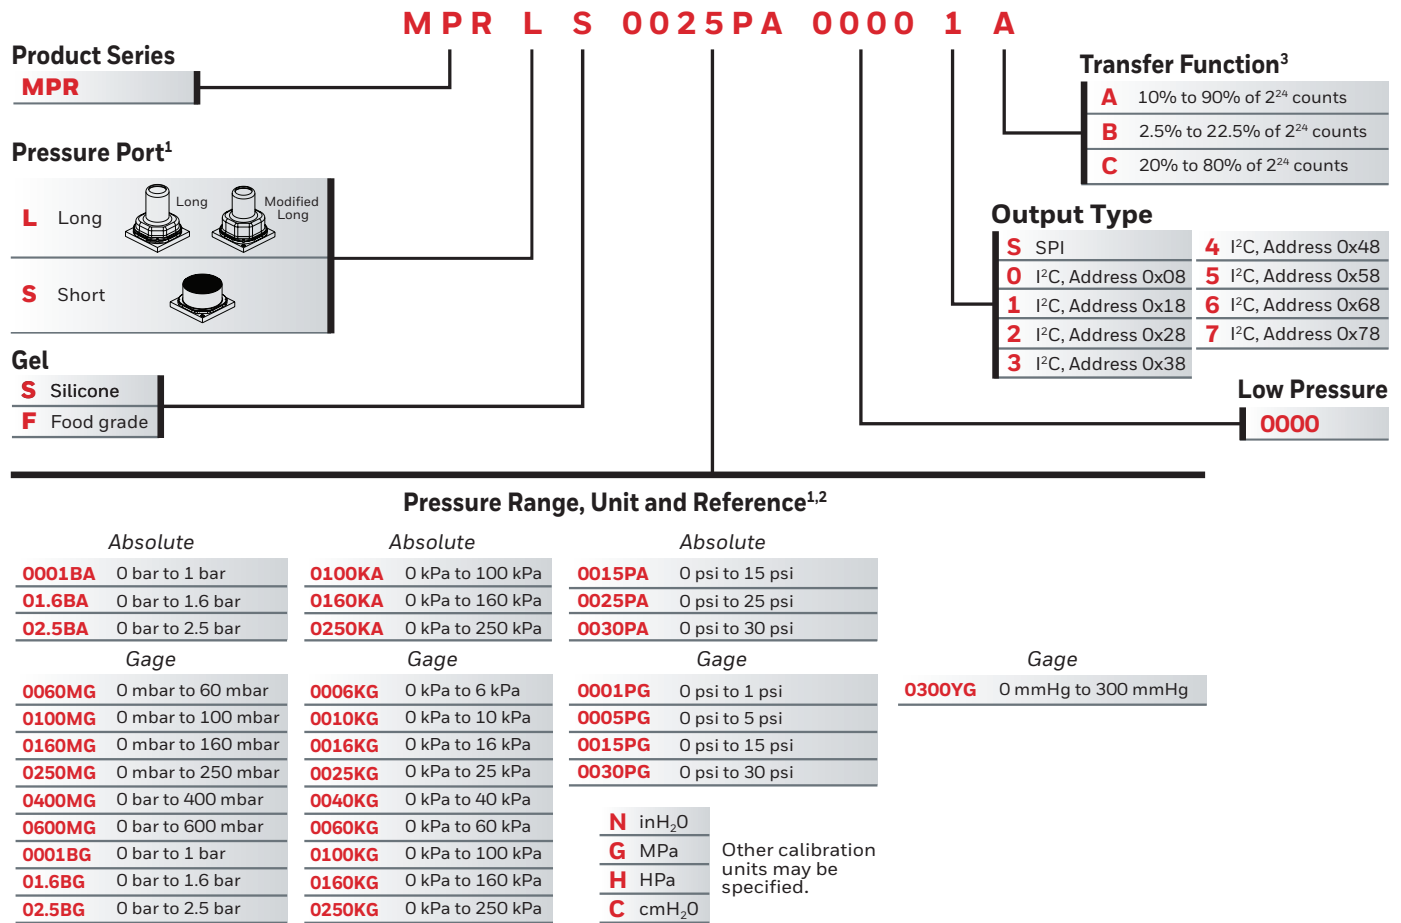 MPR L S 0025PA 0000 1 A
Product Series
MPR
Pressure Port1
L Long Long Modified Long
S Short
Gel
S Silicone
F Food grade
Transfer Function3
A 10% to 90% of 2²⁴ counts
B 2.5% to 22.5% of 2²⁴ counts
C 20% to 80% of 2²⁴ counts
Output Type
S SPI
0 I²C, Address 0x08
1 I²C, Address 0x18
2 I²C, Address 0x28
3 I²C, Address 0x38
4 I²C, Address 0x48
5 I²C, Address 0x58
6 I²C, Address 0x68
7 I²C, Address 0x78
Low Pressure
0000
Pressure Range, Unit and Reference1,2
Absolute
0001BA 0 bar to 1 bar
01.6BA 0 bar to 1.6 bar
02.5BA 0 bar to 2.5 bar
Gage
0060MG 0 mbar to 60 mbar
0100MG 0 mbar to 100 mbar
0160MG 0 mbar to 160 mbar
0250MG 0 mbar to 250 mbar
0400MG 0 bar to 400 mbar
0600MG 0 bar to 600 mbar
0001BG 0 bar to 1 bar
01.6BG 0 bar to 1.6 bar
02.5BG 0 bar to 2.5 bar
Absolute
0100KA 0 kPa to 100 kPa
0160KA 0 kPa to 160 kPa
0250KA 0 kPa to 250 kPa
Gage
0006KG 0 kPa to 6 kPa
0010KG 0 kPa to 10 kPa
0016KG 0 kPa to 16 kPa
0025KG 0 kPa to 25 kPa
0040KG 0 kPa to 40 kPa
0060KG 0 kPa to 60 kPa
0100KG 0 kPa to 100 kPa
0160KG 0 kPa to 160 kPa
0250KG 0 kPa to 250 kPa
Absolute
0015PA 0 psi to 15 psi
0025PA 0 psi to 25 psi
0030PA 0 psi to 30 psi
Gage
0001PG 0 psi to 1 psi
0005PG 0 psi to 5 psi
0015PG 0 psi to 15 psi
0030PG 0 psi to 30 psi
N inH₂0
G MPa
H HPa
C cmH₂0
Other calibration
units may be
specified.
Gage
0300YG 0 mmHg to 300 mmHg